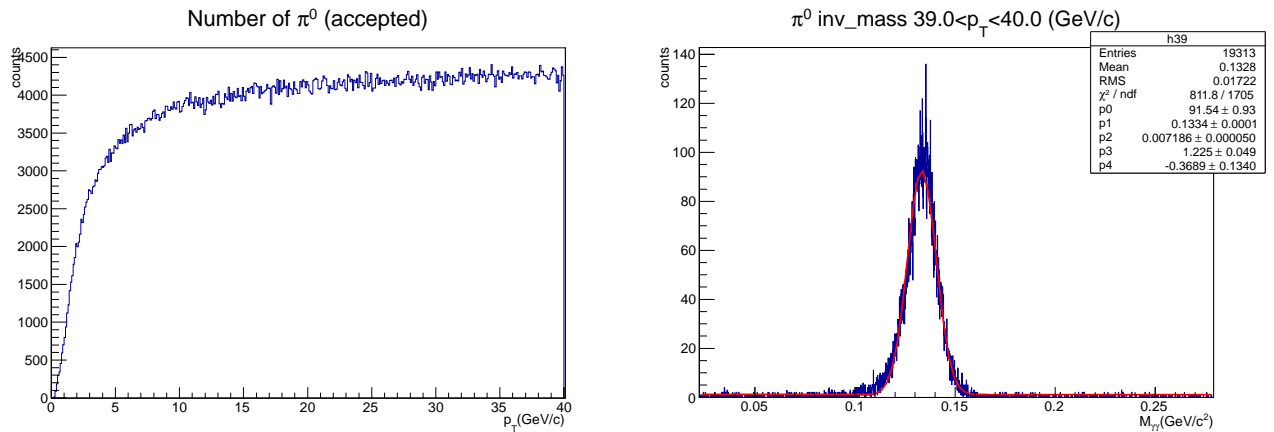 Number of π⁰ (accepted)
counts
4500
4000
3500
3000
2500
2000
1500
1000
500
0
0 5 10 15 20 25 30 35 40
p_T(GeV/c)
π⁰ inv_mass 39.0<p_T<40.0 (GeV/c)
counts
140
120
100
80
60
40
20
0
0.05 0.1 0.15 0.2 0.25
M_γγ(GeV/c²)
h39
Entries 19313
Mean 0.1328
RMS 0.01722
χ² / ndf 811.8 / 1705
p0 91.54 ± 0.93
p1 0.1334 ± 0.0001
p2 0.007186 ± 0.000050
p3 1.225 ± 0.049
p4 -0.3689 ± 0.1340